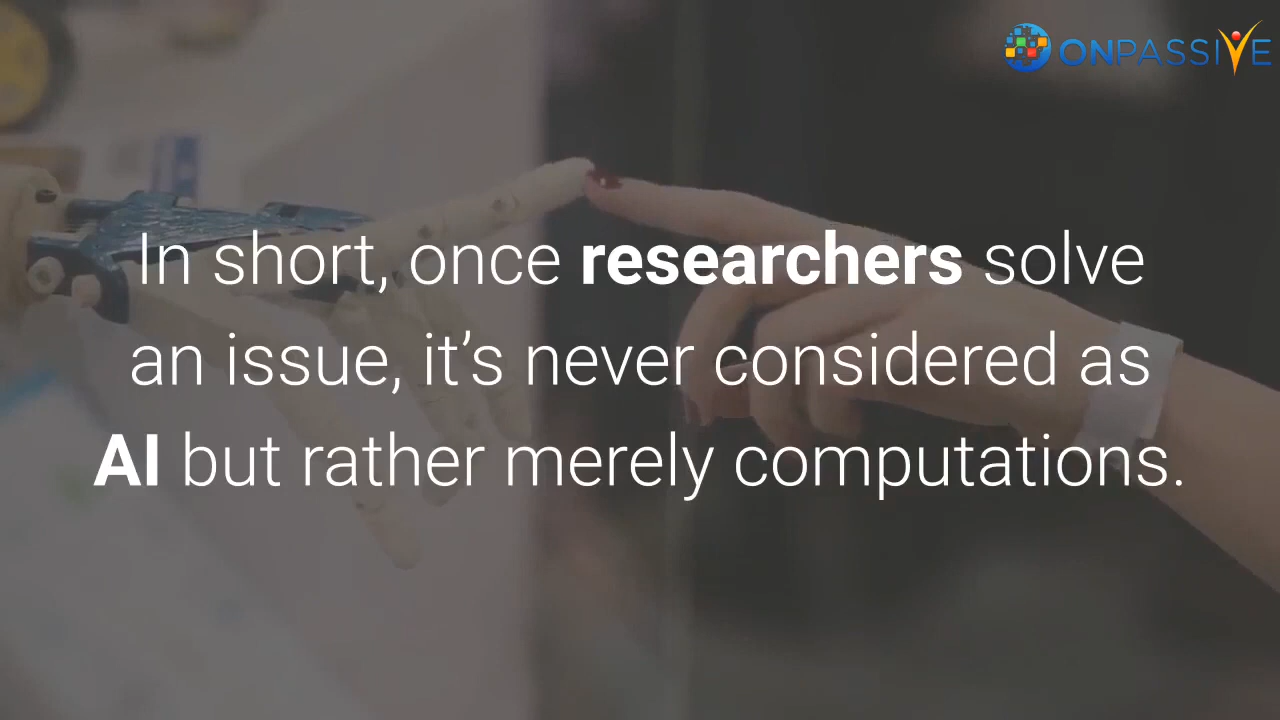 ONPASSIVE
In short, once researchers solve
an issue, it’s never considered as
AI but rather merely computations.